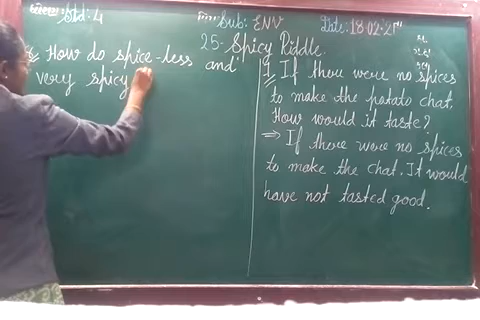 Std: 4
Sub: ENV
Date: 18-02-21
25- Spicy Riddle.
How do spice-less and
very spicy
If there were no spices
to make the patato chat.
How would it taste?
⇒ If there were no spices
to make the chat. It would
have not tasted good.